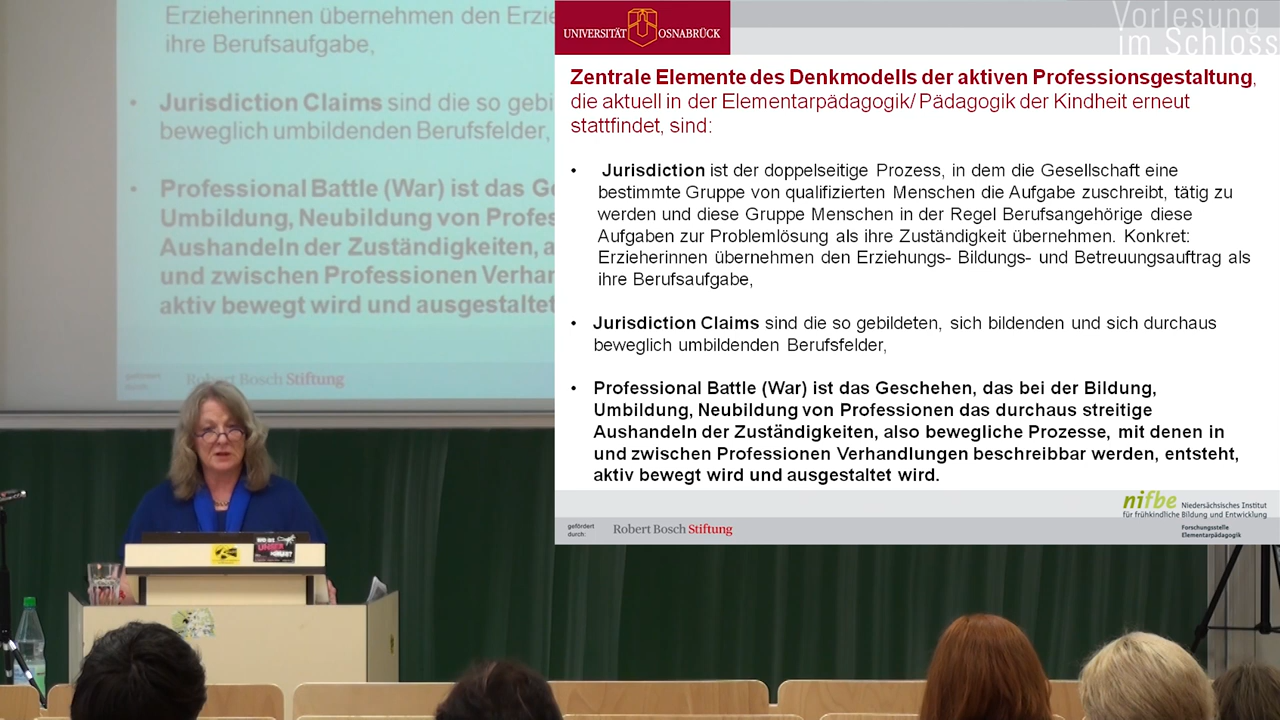 Erzieherinnen übernehmen den Erzie
ihre Berufsaufgabe,
• Jurisdiction Claims sind die so gebi
beweglich umbildenden Berufsfelder,
• Professional Battle (War) ist das Ge
Umbildung, Neubildung von Profes
Aushandeln der Zuständigkeiten, a
und zwischen Professionen Verhan
aktiv bewegt wird und ausgestaltet
gefördert
durch:
Robert Bosch Stiftung
UNIVERSITÄT OSNABRÜCK
Vorlesung
im Schloss
Zentrale Elemente des Denkmodells der aktiven Professionsgestaltung,
die aktuell in der Elementarpädagogik/ Pädagogik der Kindheit erneut
stattfindet, sind:
• Jurisdiction ist der doppelseitige Prozess, in dem die Gesellschaft eine
bestimmte Gruppe von qualifizierten Menschen die Aufgabe zuschreibt, tätig zu
werden und diese Gruppe Menschen in der Regel Berufsangehörige diese
Aufgaben zur Problemlösung als ihre Zuständigkeit übernehmen. Konkret:
Erzieherinnen übernehmen den Erziehungs- Bildungs- und Betreuungsauftrag als
ihre Berufsaufgabe,
• Jurisdiction Claims sind die so gebildeten, sich bildenden und sich durchaus
beweglich umbildenden Berufsfelder,
• Professional Battle (War) ist das Geschehen, das bei der Bildung,
Umbildung, Neubildung von Professionen das durchaus streitige
Aushandeln der Zuständigkeiten, also bewegliche Prozesse, mit denen in
und zwischen Professionen Verhandlungen beschreibbar werden, entsteht,
aktiv bewegt wird und ausgestaltet wird.
gefördert
durch:
Robert Bosch Stiftung
nifbe Niedersächsisches Institut
für frühkindliche Bildung und Entwicklung
Forschungsstelle
Elementarpädagogik